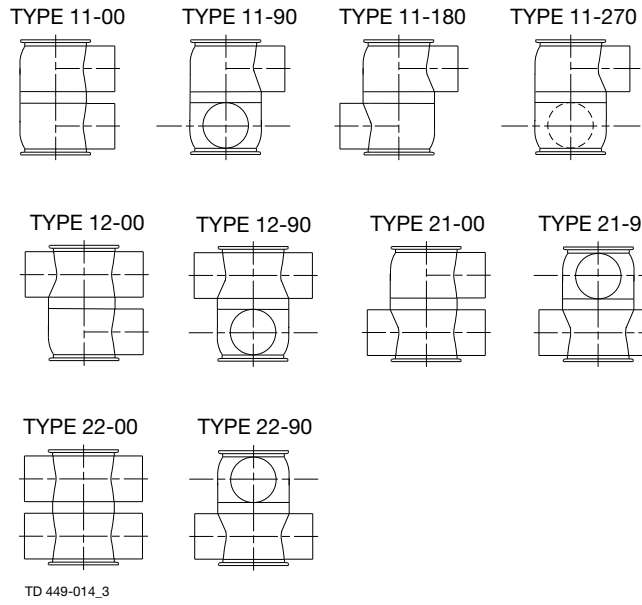 TYPE 11-00
TYPE 11-90
TYPE 11-180
TYPE 11-270
TYPE 12-00
TYPE 12-90
TYPE 21-00
TYPE 21-9
TYPE 22-00
TYPE 22-90
TD 449-014_3